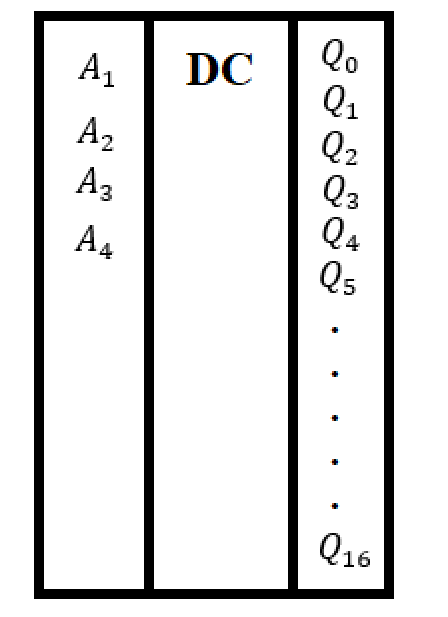 A₁
A₂
A₃
A₄
DC
Q₀
Q₁
Q₂
Q₃
Q₄
Q₅
.
.
.
.
.
Q₁₆